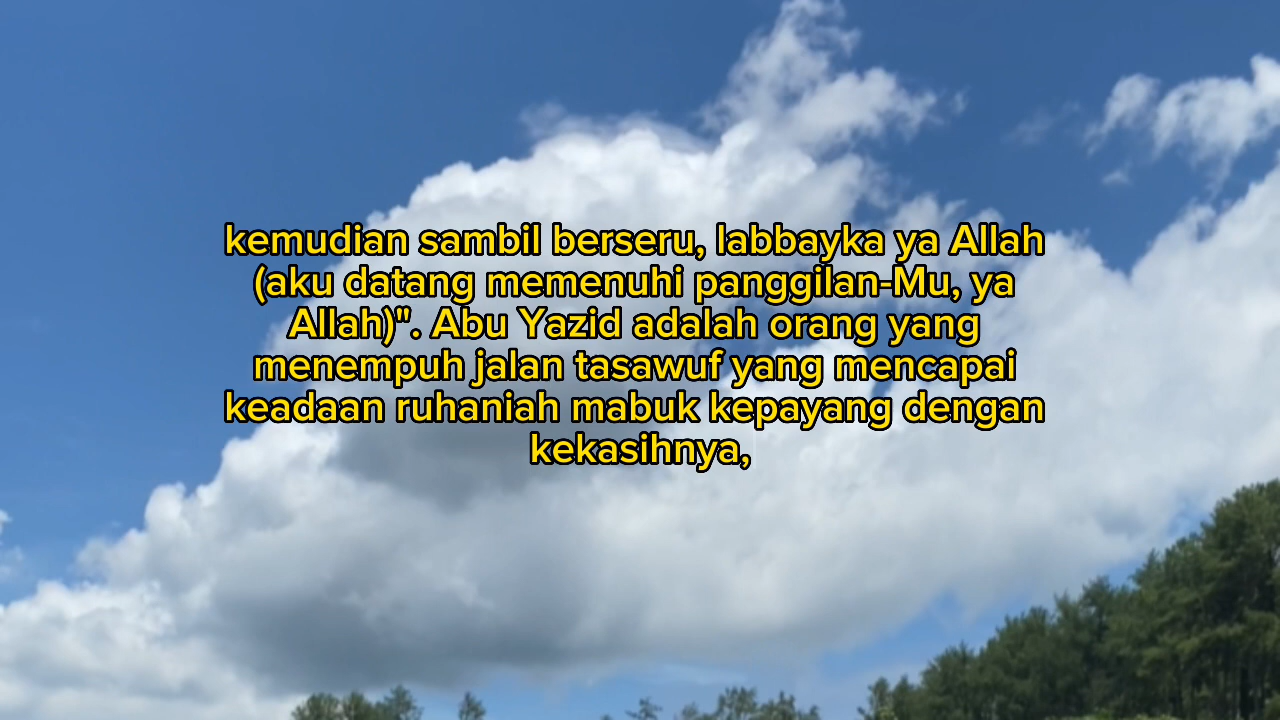 kemudian sambil berseru, labbayka ya Allah
(aku datang memenuhi panggilan-Mu, ya
Allah)". Abu Yazid adalah orang yang
menempuh jalan tasawuf yang mencapai
keadaan ruhaniah mabuk kepayang dengan
kekasihnya,